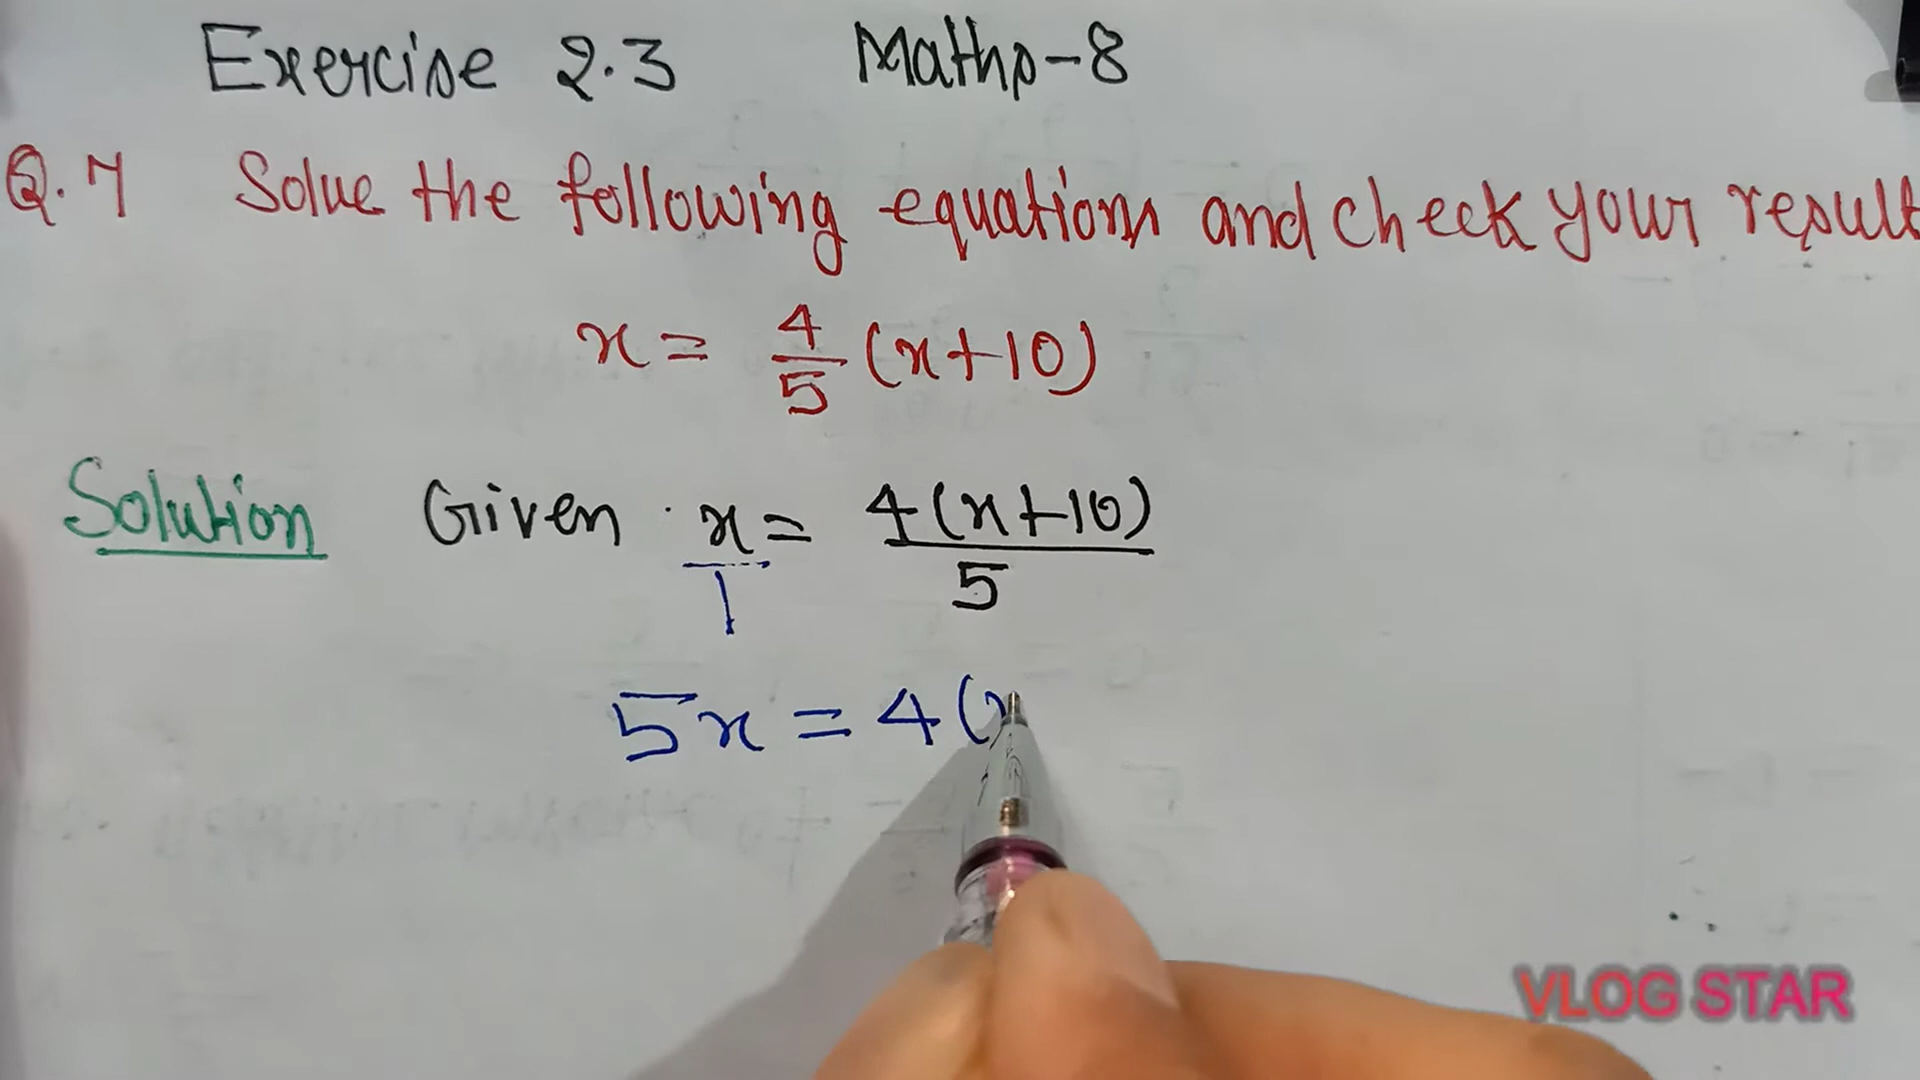 Exercise 2.3 Maths-8
Q.7 Solve the following equations and check your result
x = 4/5 (x+10)
Solution Given x/1 = 4(x+10)/5
5x = 4(
VLOG STAR